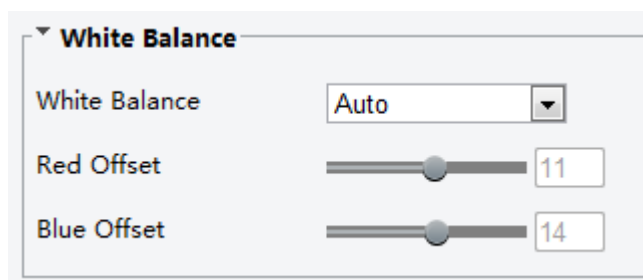 White Balance
White Balance Auto
Red Offset 11
Blue Offset 14